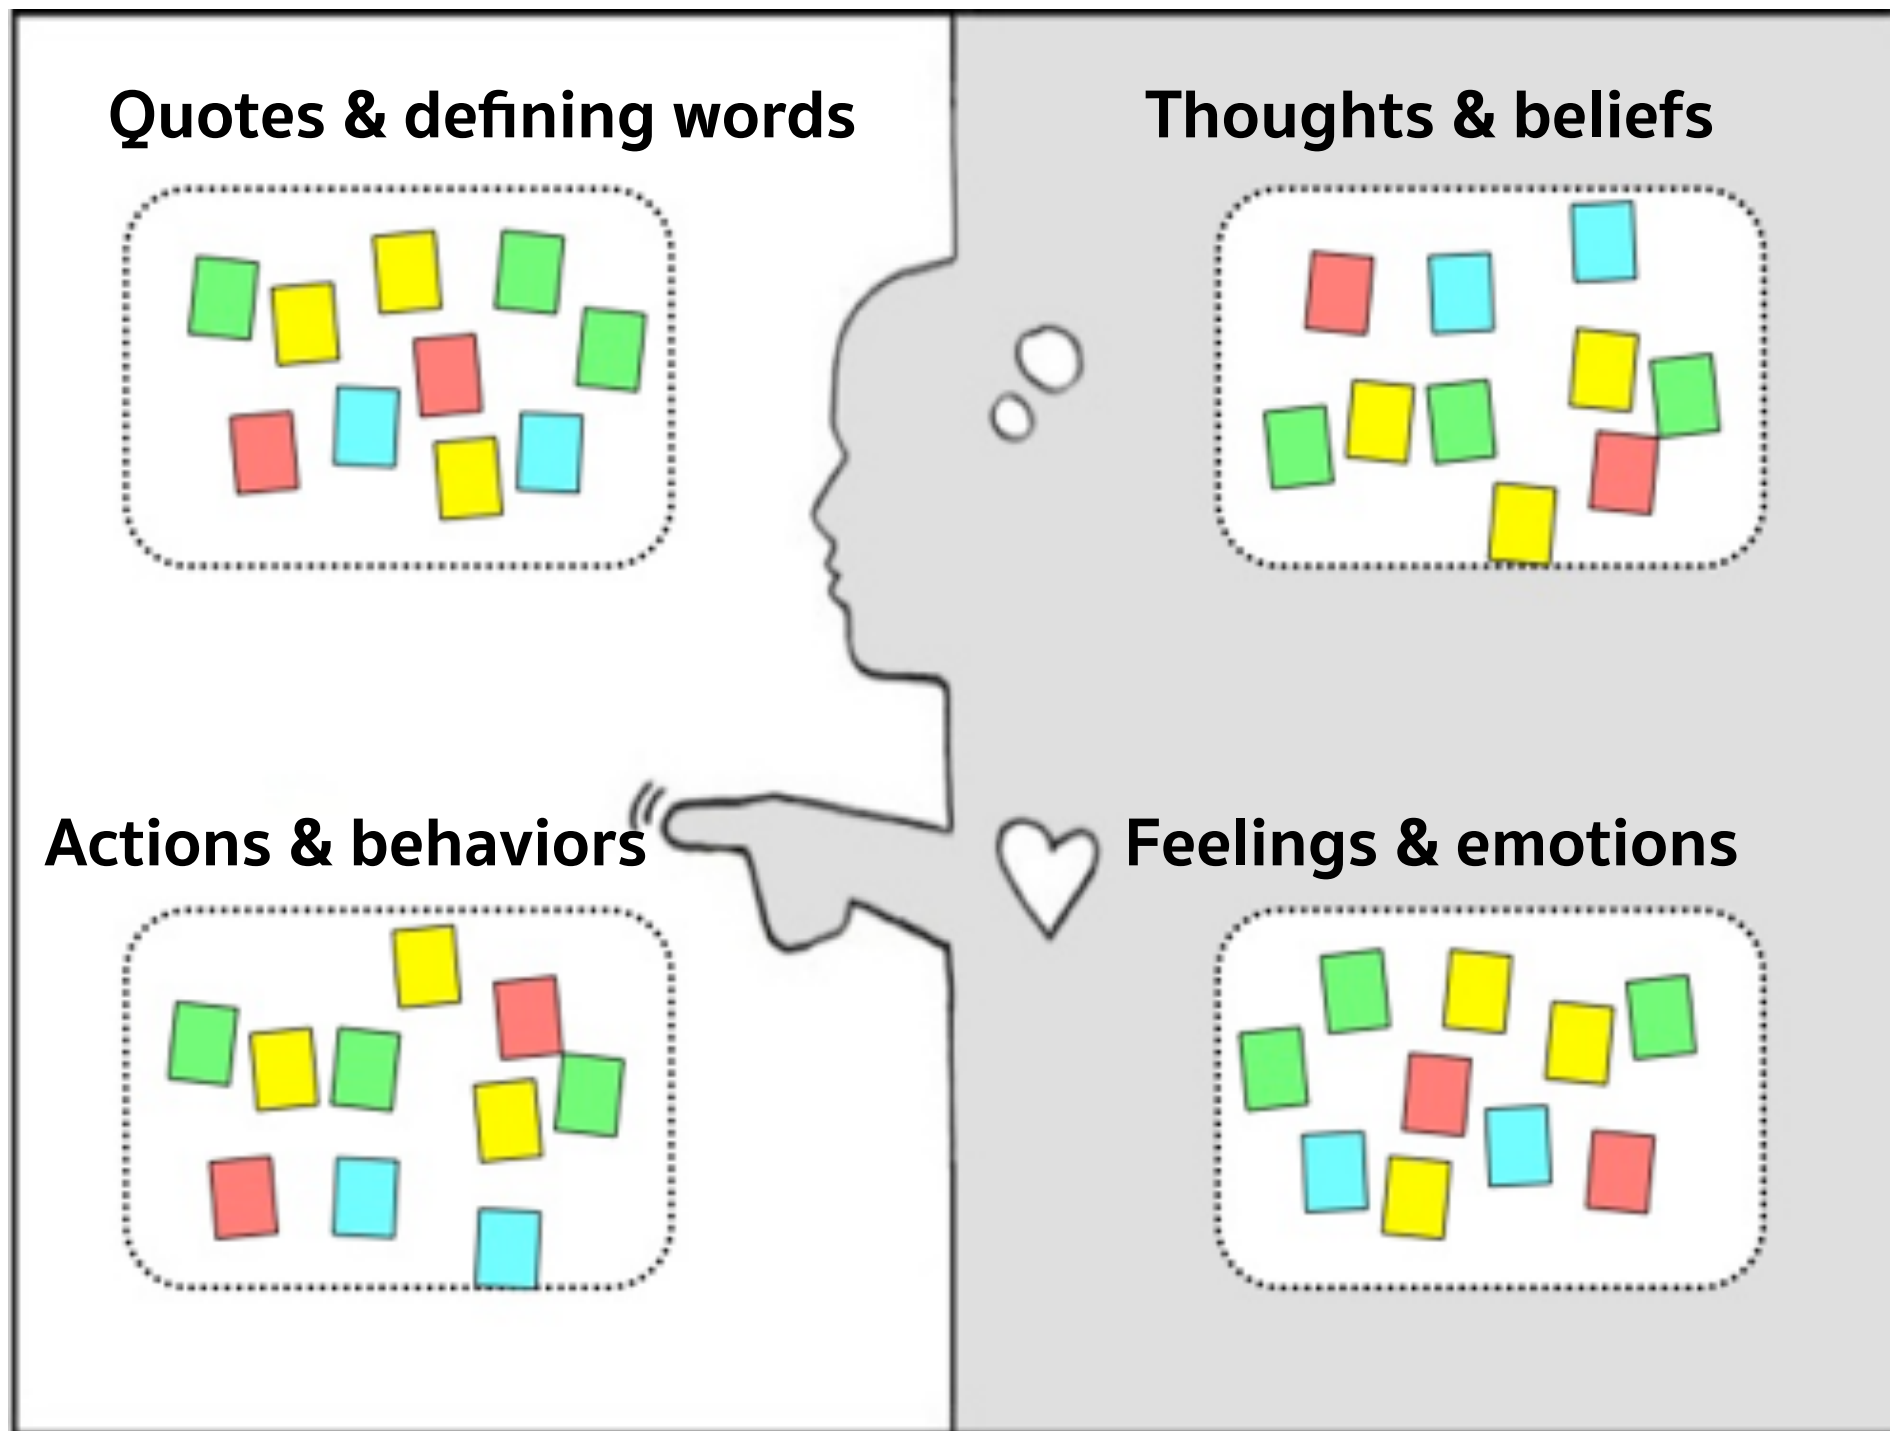 Quotes & defining words
Thoughts & beliefs
Actions & behaviors
Feelings & emotions